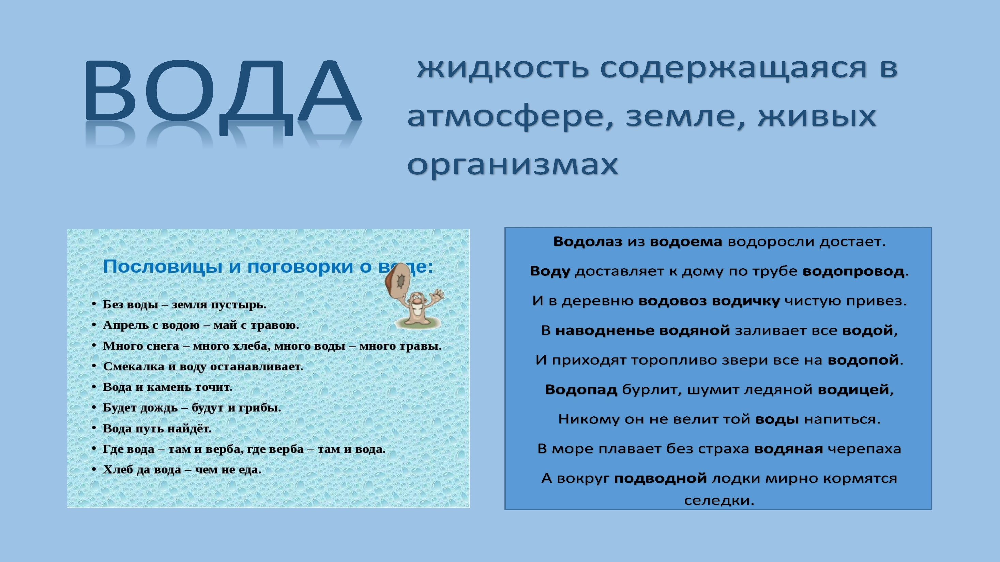 ВОДА
жидкость содержащаяся в
атмосфере, земле, живых
организмах
Пословицы и поговорки о воде:
• Без воды – земля пустырь.
• Апрель с водою – май с травою.
• Много снега – много хлеба, много воды – много травы.
• Смекалка и воду останавливает.
• Вода и камень точит.
• Будет дождь – будут и грибы.
• Вода путь найдёт.
• Где вода – там и верба, где верба – там и вода.
• Хлеб да вода – чем не еда.
Водолаз из водоема водоросли достает.
Воду доставляет к дому по трубе водопровод.
И в деревню водовоз водичку чистую привез.
В наводненье водяной заливает все водой,
И приходят торопливо звери все на водопой.
Водопад бурлит, шумит ледяной водицей,
Никому он не велит той воды напиться.
В море плавает без страха водяная черепаха
А вокруг подводной лодки мирно кормятся
селедки.